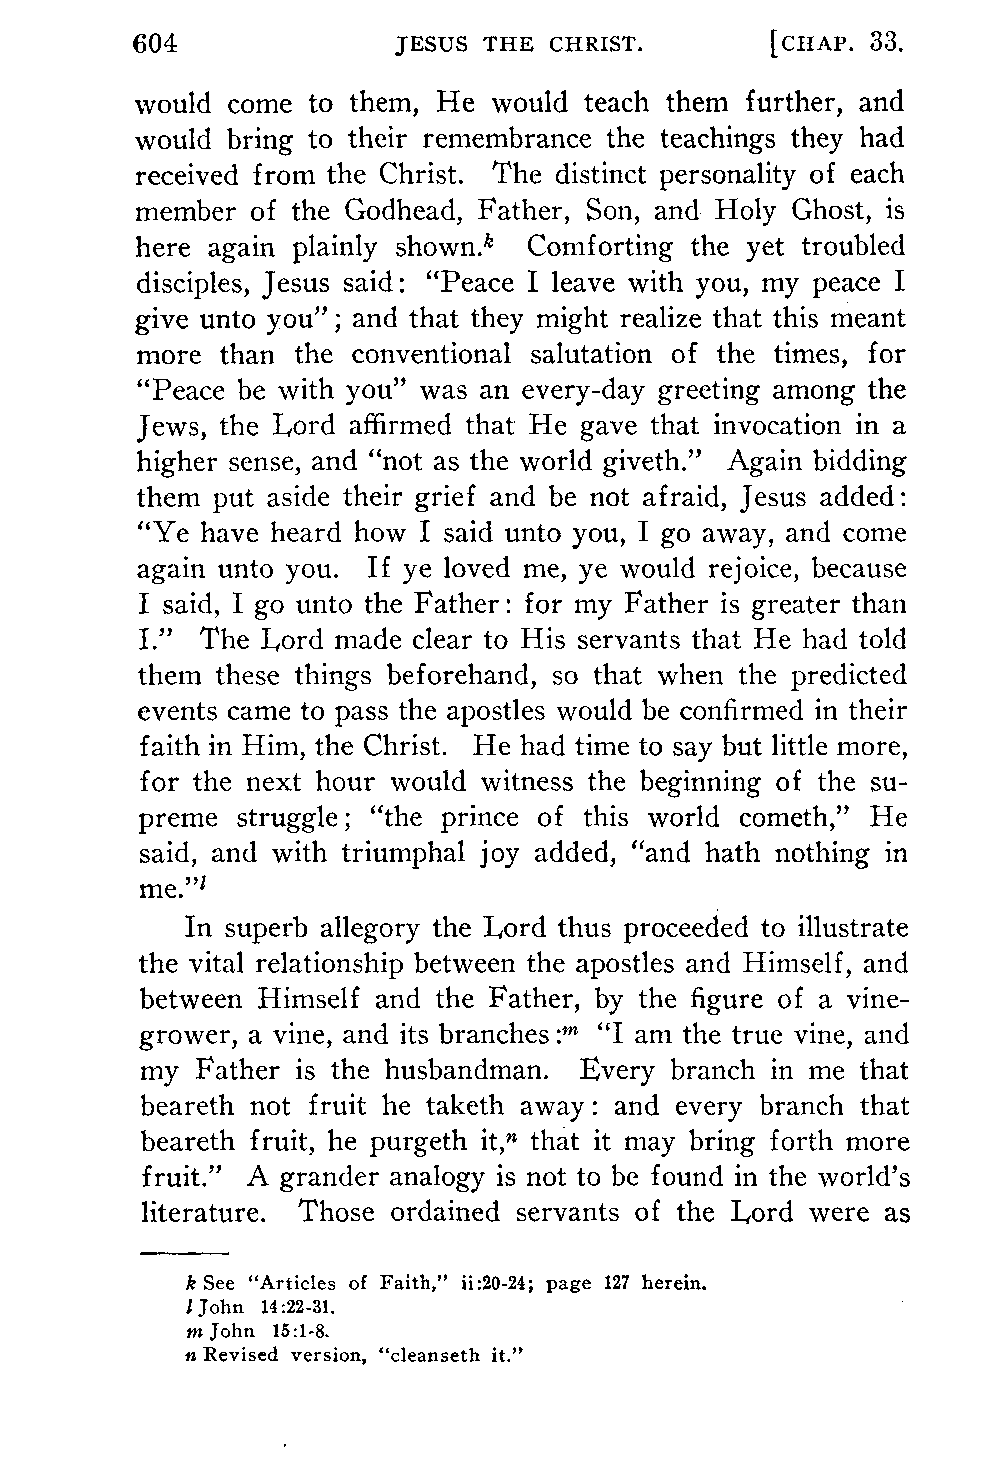 604 JESUS THE CHRIST. [CHAP. 33.
would come to them, He would teach them further, and
would bring to their remembrance the teachings they had
received from the Christ. The distinct personality of each
member of the Godhead, Father, Son, and Holy Ghost, is
here again plainly shown.k Comforting the yet troubled
disciples, Jesus said: “Peace I leave with you, my peace I
give unto you”; and that they might realize that this meant
more than the conventional salutation of the times, for
“Peace be with you” was an every-day greeting among the
Jews, the Lord affirmed that He gave that invocation in a
higher sense, and “not as the world giveth.” Again bidding
them put aside their grief and be not afraid, Jesus added:
“Ye have heard how I said unto you, I go away, and come
again unto you. If ye loved me, ye would rejoice, because
I said, I go unto the Father: for my Father is greater than
I.” The Lord made clear to His servants that He had told
them these things beforehand, so that when the predicted
events came to pass the apostles would be confirmed in their
faith in Him, the Christ. He had time to say but little more,
for the next hour would witness the beginning of the su-
preme struggle; “the prince of this world cometh,” He
said, and with triumphal joy added, “and hath nothing in
me.”l
In superb allegory the Lord thus proceeded to illustrate
the vital relationship between the apostles and Himself, and
between Himself and the Father, by the figure of a vine-
grower, a vine, and its branches:m “I am the true vine, and
my Father is the husbandman. Every branch in me that
beareth not fruit he taketh away: and every branch that
beareth fruit, he purgeth it,n that it may bring forth more
fruit.” A grander analogy is not to be found in the world’s
literature. Those ordained servants of the Lord were as
k See “Articles of Faith,” ii:20-24; page 127 herein.
l John 14:22-31.
m John 15:1-8.
n Revised version, “cleanseth it.”